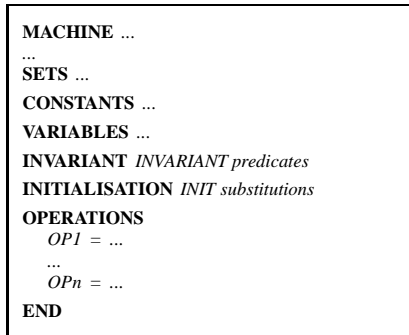 MACHINE ...
...
SETS ...
CONSTANTS ...
VARIABLES ...
INVARIANT INVARIANT predicates
INITIALISATION INIT substitutions
OPERATIONS
OP1 = ...
...
OPn = ...
END